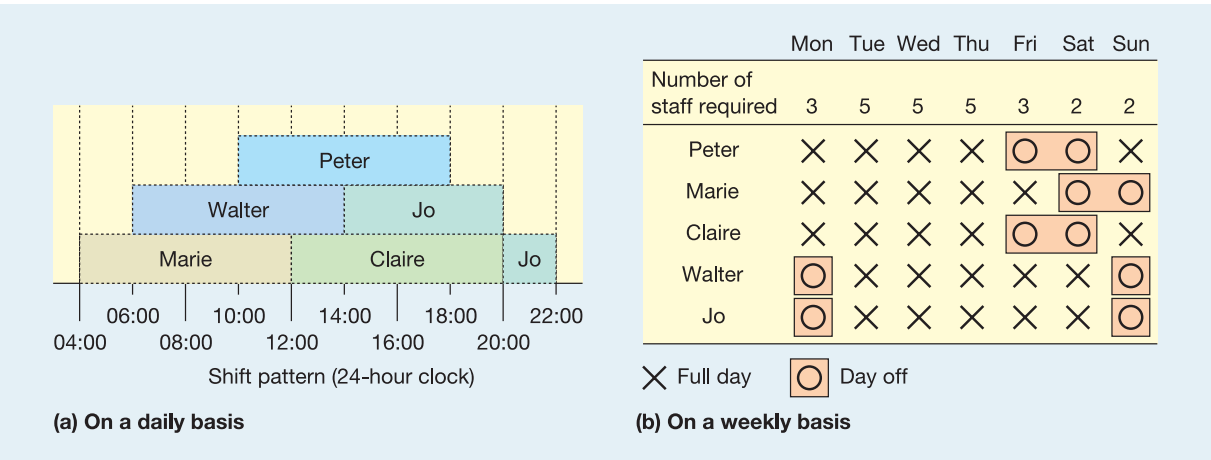 Peter
Walter Jo
Marie Claire Jo
06:00 10:00 14:00 18:00 22:00
04:00 08:00 12:00 16:00 20:00
Shift pattern (24-hour clock)
(a) On a daily basis
Mon Tue Wed Thu Fri Sat Sun
Number of
staff required 3 5 5 5 3 2 2
Peter X X X X O O X
Marie X X X X X O O
Claire X X X X O O X
Walter O X X X X X O
Jo O X X X X X O
X Full day O Day off
(b) On a weekly basis